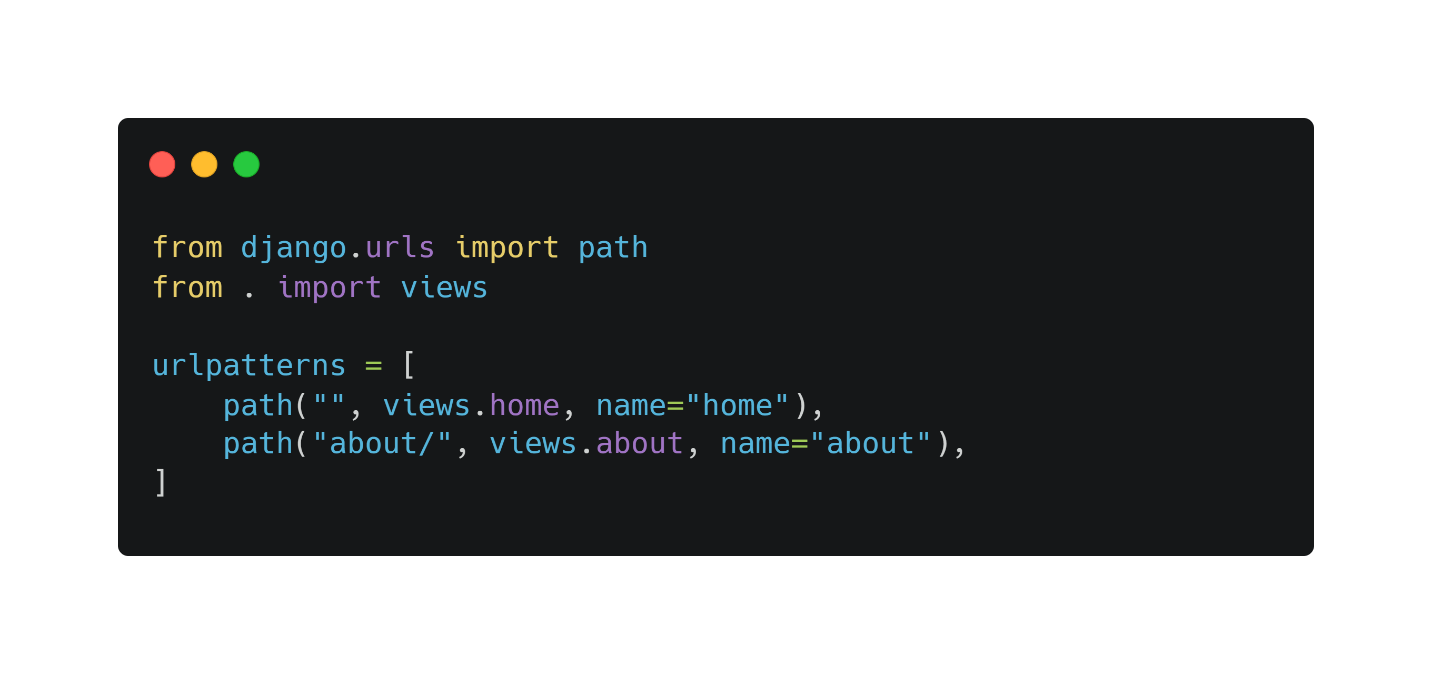 from django.urls import path
from . import views

urlpatterns = [
    path("", views.home, name="home"),
    path("about/", views.about, name="about"),
]